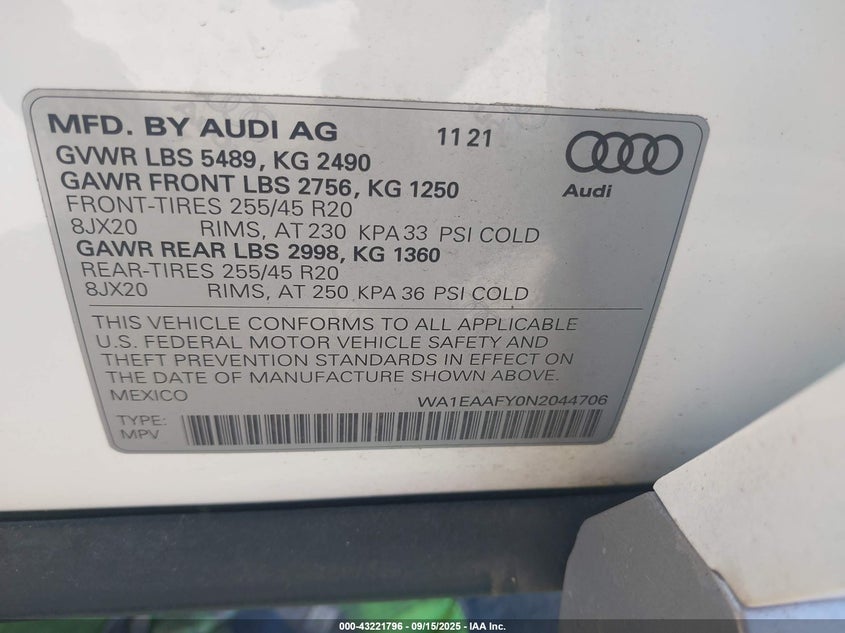 MFD. BY AUDI AG 11 21
GVWR LBS 5489, KG 2490
GAWR FRONT LBS 2756, KG 1250
Audi
FRONT-TIRES 255/45 R20
8JX20 RIMS, AT 230 KPA 33 PSI COLD
GAWR REAR LBS 2998, KG 1360
REAR-TIRES 255/45 R20
8JX20 RIMS, AT 250 KPA 36 PSI COLD
THIS VEHICLE CONFORMS TO ALL APPLICABLE
U.S. FEDERAL MOTOR VEHICLE SAFETY AND
THEFT PREVENTION STANDARDS IN EFFECT ON
THE DATE OF MANUFACTURE SHOWN ABOVE.
MEXICO WA1EAAFY0N2044706
TYPE:
MPV
000-43221796 - 09/15/2025 - IAA Inc.